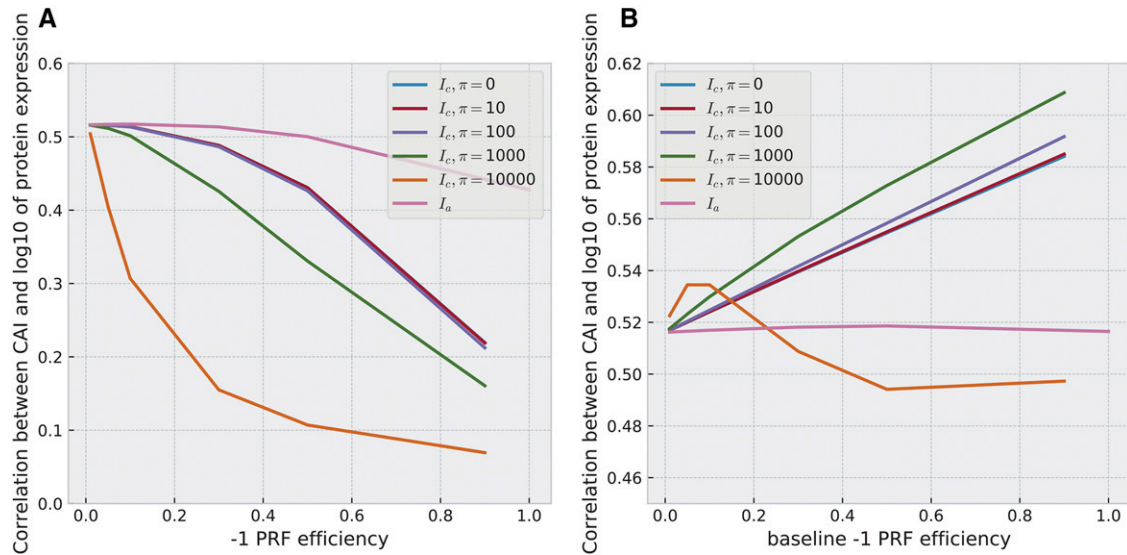 A
Correlation between CAI and log10 of protein expression
0.6
0.5
0.4
0.3
0.2
0.1
0.0
I_c, π = 0
I_c, π = 10
I_c, π = 100
I_c, π = 1000
I_c, π = 10000
I_a
0.0 0.2 0.4 0.6 0.8 1.0
-1 PRF efficiency
B
Correlation between CAI and log10 of protein expression
0.62
0.60
0.58
0.56
0.54
0.52
0.50
0.48
0.46
I_c, π = 0
I_c, π = 10
I_c, π = 100
I_c, π = 1000
I_c, π = 10000
I_a
0.0 0.2 0.4 0.6 0.8 1.0
baseline -1 PRF efficiency